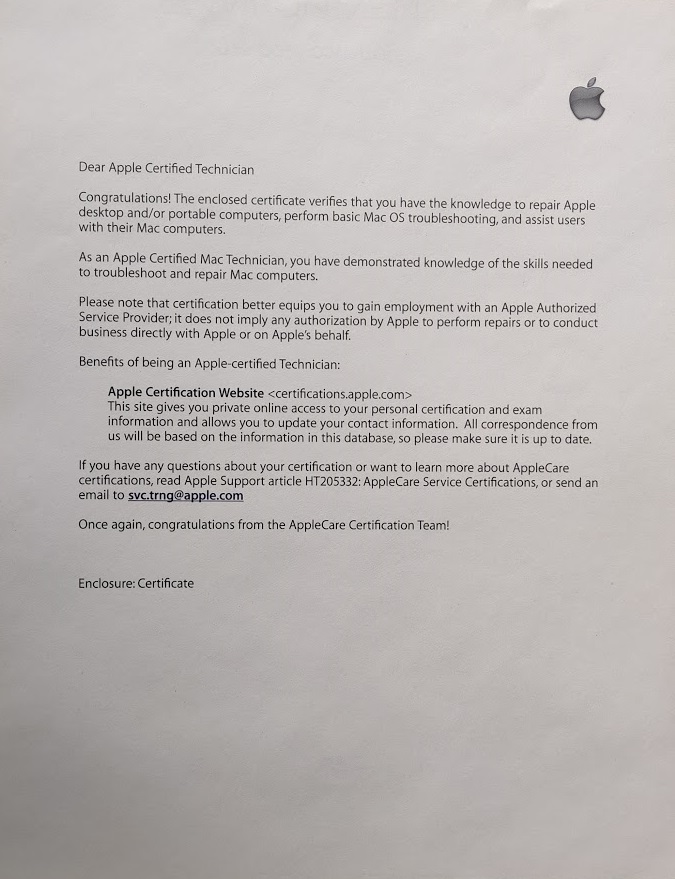 Dear Apple Certified Technician
Congratulations! The enclosed certificate verifies that you have the knowledge to repair Apple
desktop and/or portable computers, perform basic Mac OS troubleshooting, and assist users
with their Mac computers.
As an Apple Certified Mac Technician, you have demonstrated knowledge of the skills needed
to troubleshoot and repair Mac computers.
Please note that certification better equips you to gain employment with an Apple Authorized
Service Provider; it does not imply any authorization by Apple to perform repairs or to conduct
business directly with Apple or on Apple's behalf.
Benefits of being an Apple-certified Technician:
Apple Certification Website <certifications.apple.com>
This site gives you private online access to your personal certification and exam
information and allows you to update your contact information. All correspondence from
us will be based on the information in this database, so please make sure it is up to date.
If you have any questions about your certification or want to learn more about AppleCare
certifications, read Apple Support article HT205332: AppleCare Service Certifications, or send an
email to svc.trng@apple.com
Once again, congratulations from the AppleCare Certification Team!
Enclosure: Certificate